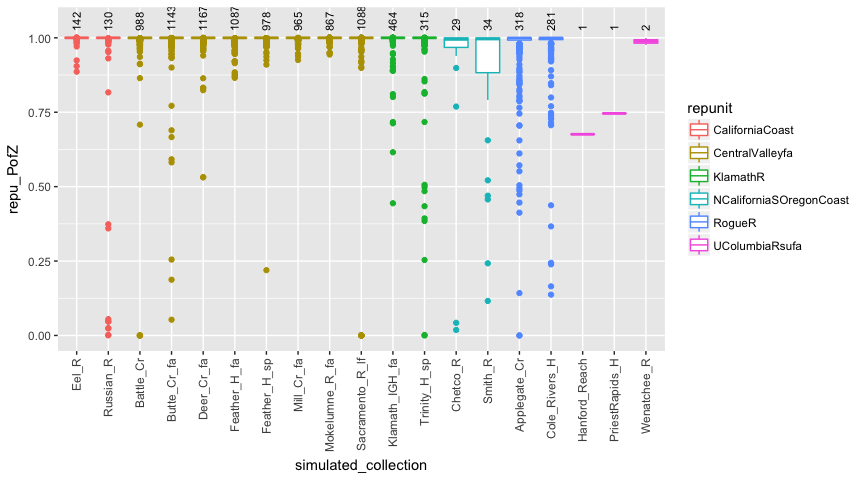 142 130 988 1143 1167 1087 978 965 867 1088 464 315 29 34 318 281 1 1 2
1.00
0.75
0.50
0.25
0.00
repu_PofZ
Eel_R
Russian_R
Battle_Cr
Butte_Cr_fa
Deer_Cr_fa
Feather_H_fa
Feather_H_sp
Mill_Cr_fa
Mokelumne_R_fa
Sacramento_R_lf
Klamath_IGH_fa
Trinity_H_sp
Chetco_R
Smith_R
Applegate_Cr
Cole_Rivers_H
Hanford_Reach
PriestRapids_H
Wenatchee_R
simulated_collection
repunit
CaliforniaCoast
CentralValleyfa
KlamathR
NCaliforniaSOregonCoast
RogueR
UColumbiaRsufa